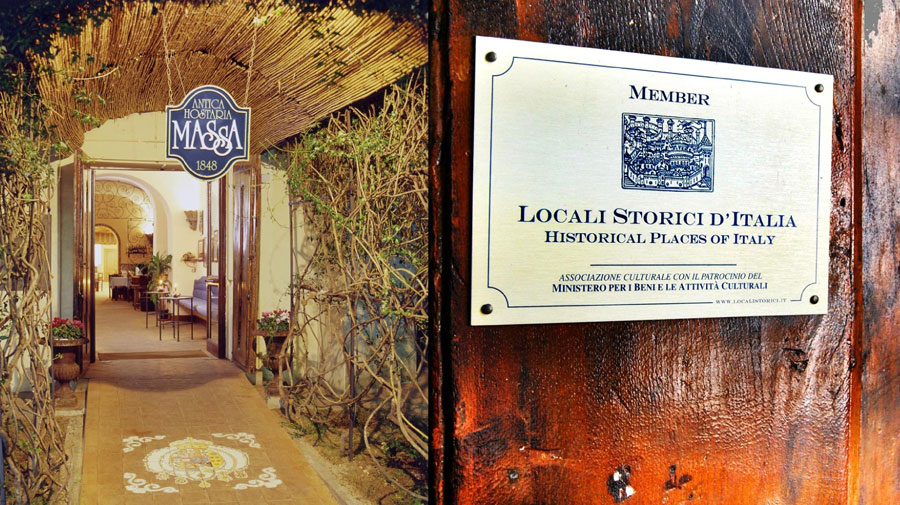 ANTICA
HOSTARIA
MASSA
1848
MEMBER
LOCALI STORICI D'ITALIA
HISTORICAL PLACES OF ITALY
ASSOCIAZIONE CULTURALE CON IL PATROCINIO DEL
MINISTERO PER I BENI E LE ATTIVITÀ CULTURALI
WWW.LOCALISTORICI.IT